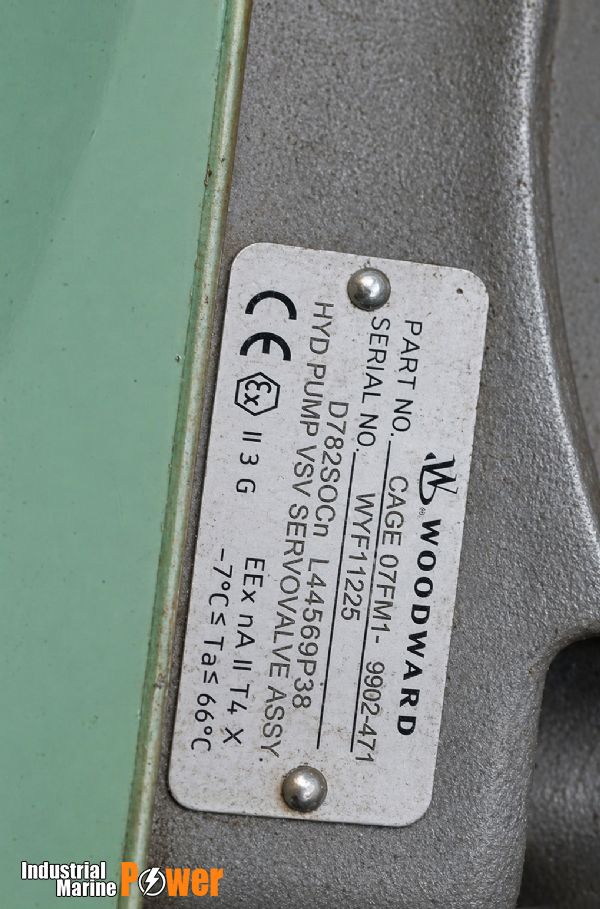 WOODWARD
PART NO. CAGE 07FM1- 9902-471
SERIAL NO. WYF11225
D782SOCn L44569P38
HYD PUMP VSV SERVOVALVE ASSY
CE Ex II 3 G EEx nA II T4 X
-7°C ≤ Ta ≤ 66°C
Industrial
Marine Power